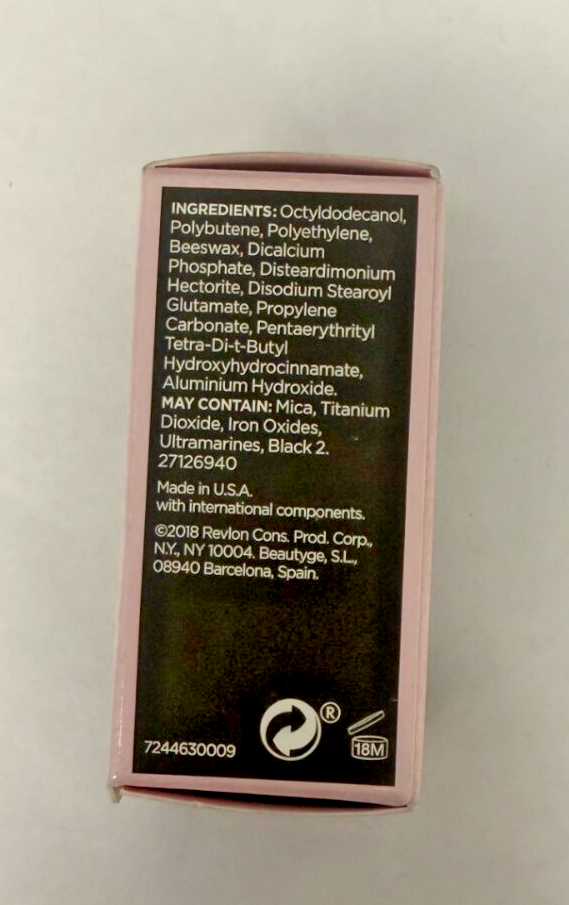 INGREDIENTS: Octyldodecanol,
Polybutene, Polyethylene,
Beeswax, Dicalcium
Phosphate, Disteardimonium
Hectorite, Disodium Stearoyl
Glutamate, Propylene
Carbonate, Pentaerythrityl
Tetra-Di-t-Butyl
Hydroxyhydrocinnamate,
Aluminium Hydroxide.
MAY CONTAIN: Mica, Titanium
Dioxide, Iron Oxides,
Ultramarines, Black 2.
27126940
Made in U.S.A.
with international components.
©2018 Revlon Cons. Prod. Corp.,
N.Y., NY 10004. Beautyge, S.L.,
08940 Barcelona, Spain.
7244630009 ® 18M